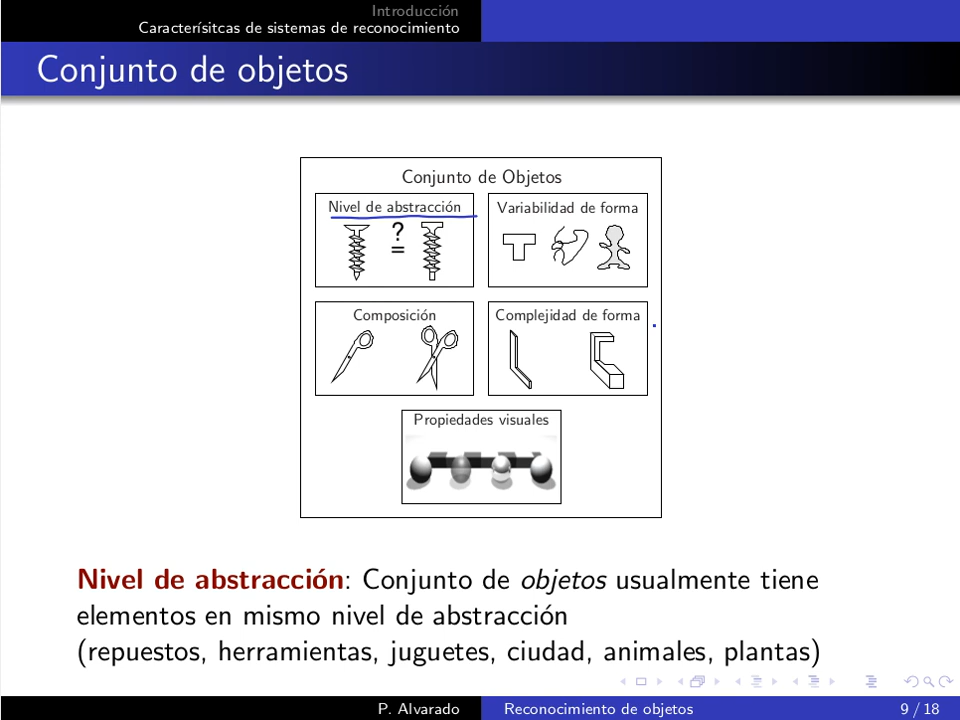 Introducción
Caracterísitcas de sistemas de reconocimiento
Conjunto de objetos
Conjunto de Objetos
Nivel de abstracción
Variabilidad de forma
?
=
Composición
Complejidad de forma
Propiedades visuales
Nivel de abstracción: Conjunto de objetos usualmente tiene
elementos en mismo nivel de abstracción
(repuestos, herramientas, juguetes, ciudad, animales, plantas)
P. Alvarado
Reconocimiento de objetos
9 / 18